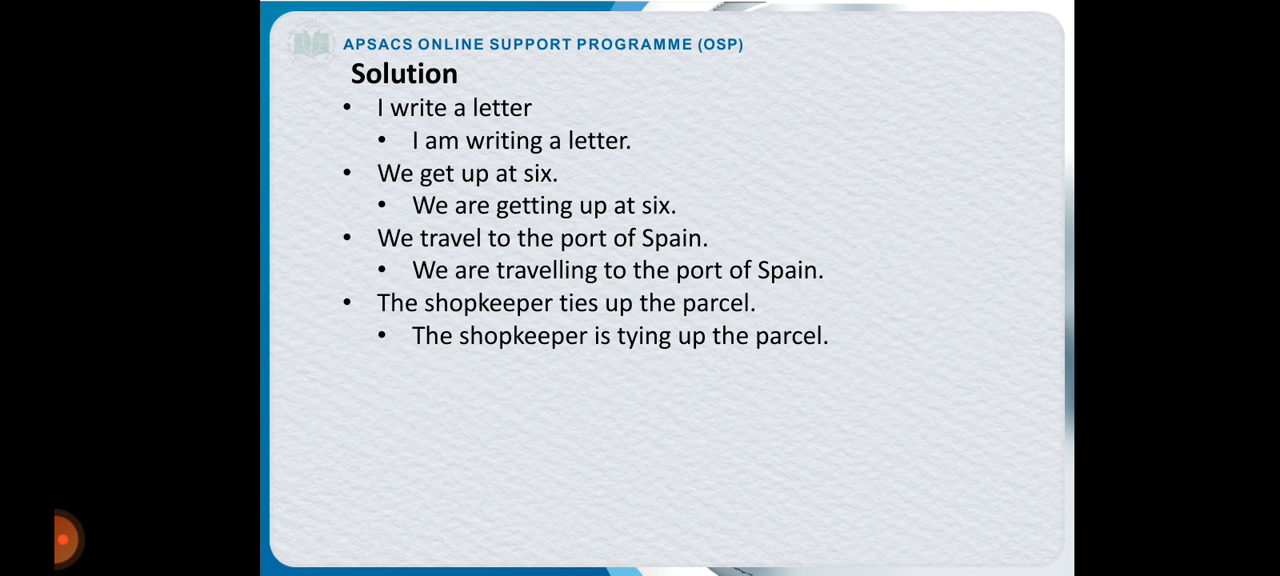 APSACS ONLINE SUPPORT PROGRAMME (OSP)
Solution
• I write a letter
• I am writing a letter.
• We get up at six.
• We are getting up at six.
• We travel to the port of Spain.
• We are travelling to the port of Spain.
• The shopkeeper ties up the parcel.
• The shopkeeper is tying up the parcel.